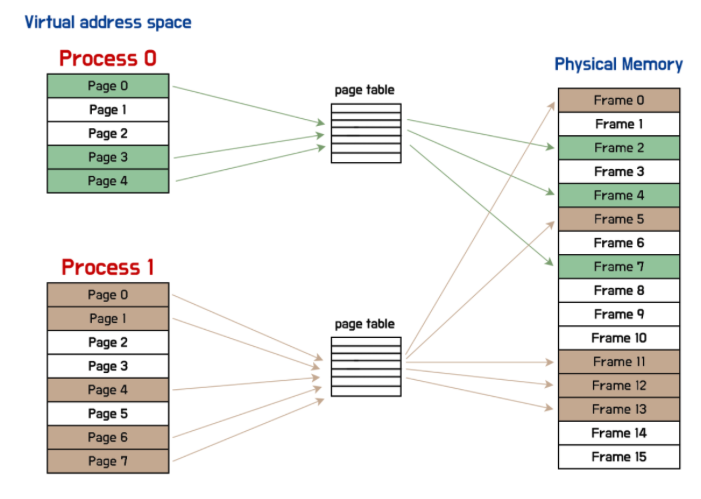 Virtual address space
Process 0
Page 0
Page 1
Page 2
Page 3
Page 4
page table
Process 1
Page 0
Page 1
Page 2
Page 3
Page 4
Page 5
Page 6
Page 7
page table
Physical Memory
Frame 0
Frame 1
Frame 2
Frame 3
Frame 4
Frame 5
Frame 6
Frame 7
Frame 8
Frame 9
Frame 10
Frame 11
Frame 12
Frame 13
Frame 14
Frame 15